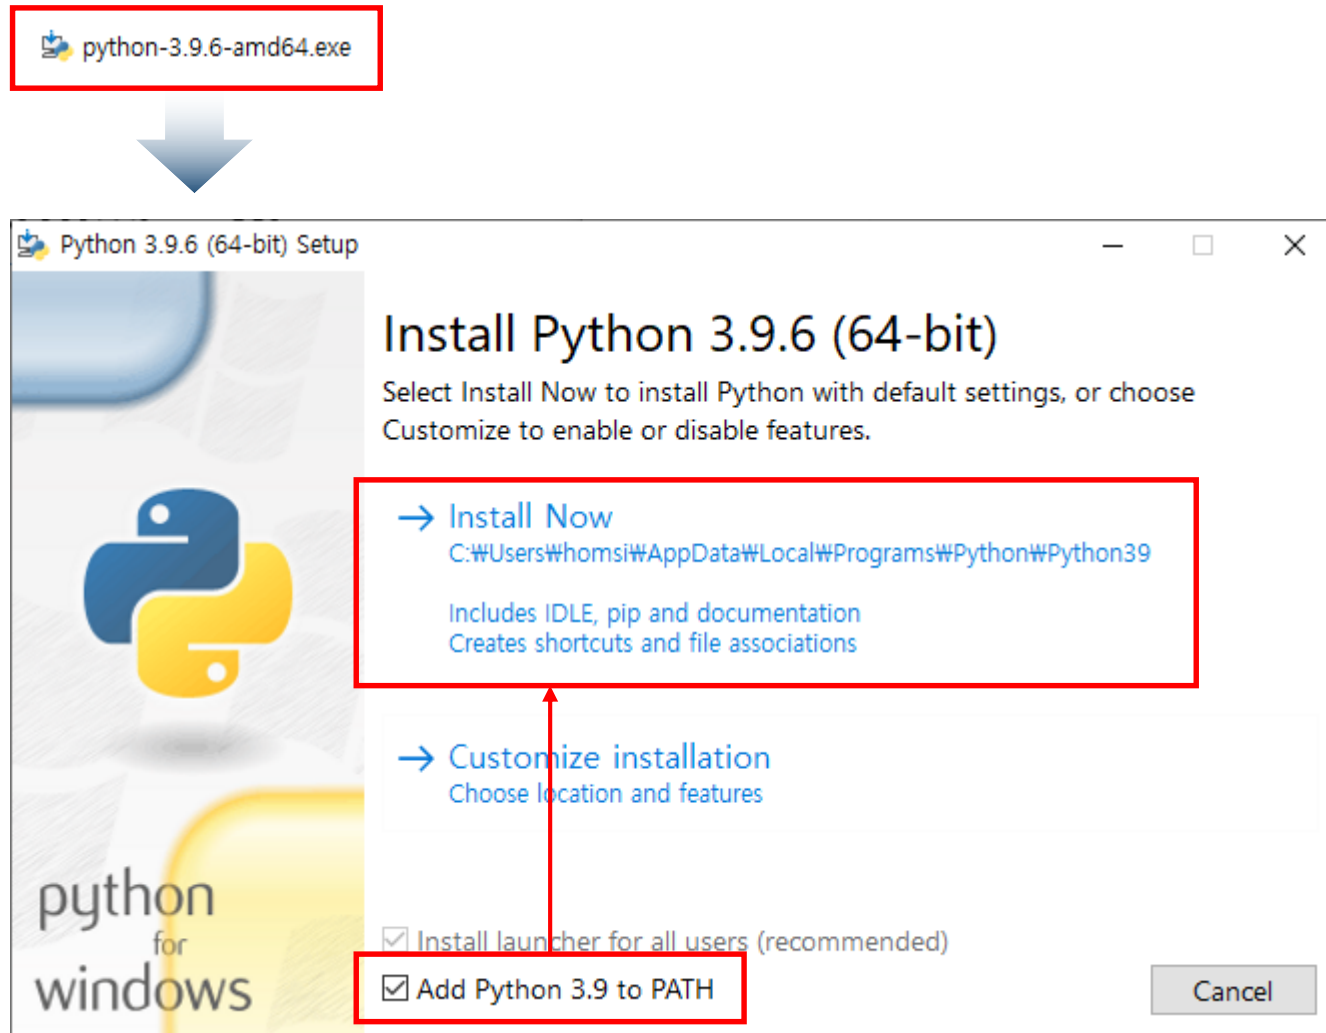 python-3.9.6-amd64.exe
Python 3.9.6 (64-bit) Setup
Install Python 3.9.6 (64-bit)
Select Install Now to install Python with default settings, or choose
Customize to enable or disable features.
→ Install Now
C:₩Users₩homsi₩AppData₩Local₩Programs₩Python₩Python39
Includes IDLE, pip and documentation
Creates shortcuts and file associations
→ Customize installation
Choose location and features
Install launcher for all users (recommended)
Add Python 3.9 to PATH
Cancel
python
for
windows